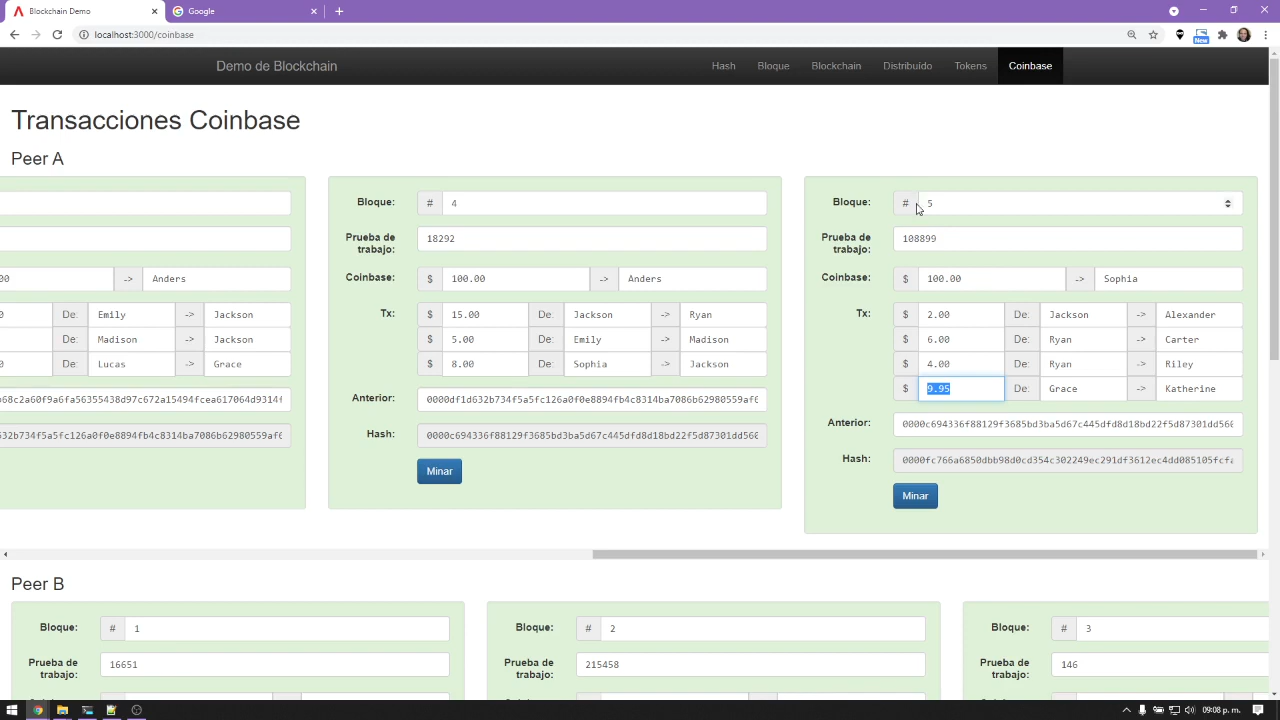 Blockchain Demo
Google
localhost:3000/coinbase
New
Demo de Blockchain
Hash
Bloque
Blockchain
Distribuído
Tokens
Coinbase
Transacciones Coinbase
Peer A
-> Anders
De: Emily -> Jackson
De: Madison -> Jackson
De: Lucas -> Grace
Bloque: # 4
Prueba de trabajo: 18292
Coinbase: $ 100.00 -> Anders
Tx: $ 15.00 De: Jackson -> Ryan
$ 5.00 De: Emily -> Madison
$ 8.00 De: Sophia -> Jackson
Anterior:
Hash:
Minar
Bloque: # 5
Prueba de trabajo: 108899
Coinbase: $ 100.00 -> Sophia
Tx: $ 2.00 De: Jackson -> Alexander
$ 6.00 De: Ryan -> Carter
$ 4.00 De: Ryan -> Riley
$ 9.95 De: Grace -> Katherine
Anterior:
Hash:
Minar
Peer B
Bloque: # 1
Prueba de trabajo: 16651
Bloque: # 2
Prueba de trabajo: 215458
Bloque: # 3
Prueba de trabajo: 146
09:08 p. m.